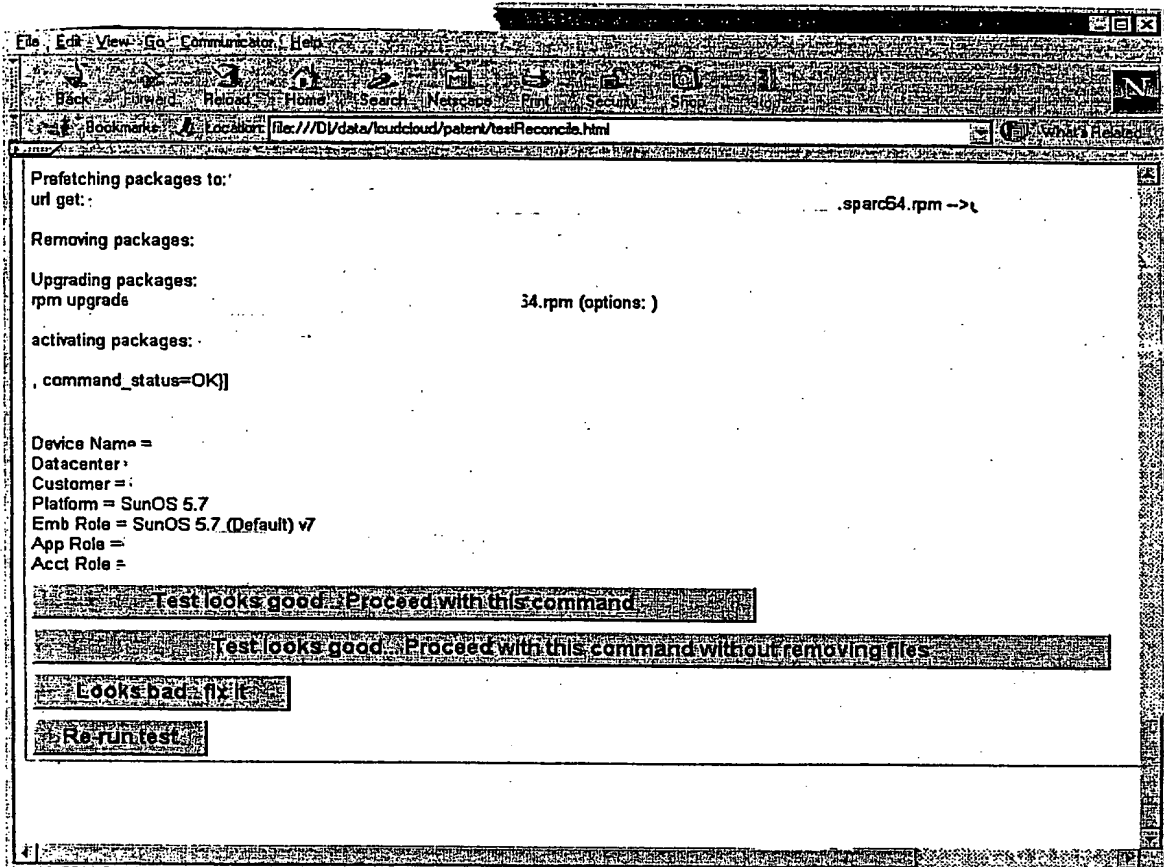 File Edit View Go Communicator Help
Back Forward Reload Home Search Netscape Print Security Shop Stop
Bookmarks Location: file:///D|/data/loudcloud/patent/testReconcile.html What's Related
Prefetching packages to:
url get: .sparc64.rpm -->
Removing packages:
Upgrading packages:
rpm upgrade 64.rpm (options: )
activating packages:
, command_status=OK}]
Device Name =
Datacenter
Customer =
Platform = SunOS 5.7
Emb Role = SunOS 5.7 (Default) v7
App Role =
Acct Role =
Test looks good...Proceed with this command
Test looks good...Proceed with this command without removing files
Looks bad...fix it
Re-run test